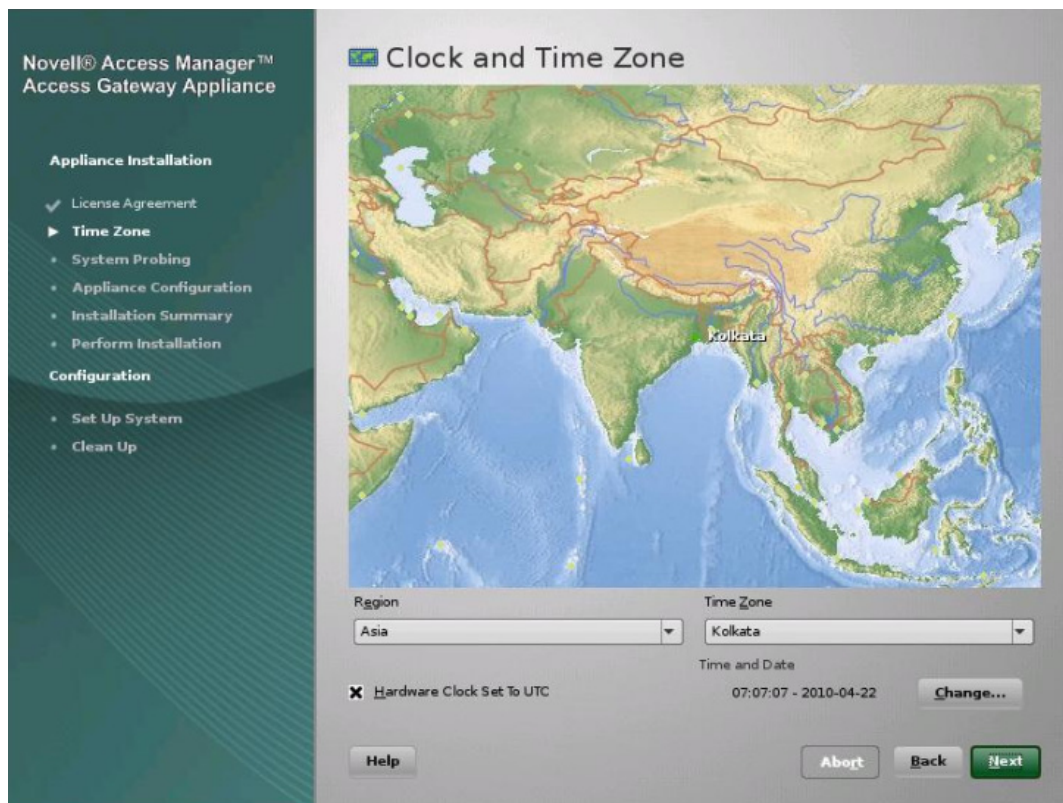 Novell® Access Manager™
Access Gateway Appliance
Appliance Installation
License Agreement
Time Zone
System Probing
Appliance Configuration
Installation Summary
Perform Installation
Configuration
Set Up System
Clean Up
Clock and Time Zone
Kolkata
Region
Asia
Time Zone
Kolkata
Time and Date
Hardware Clock Set To UTC
07:07:07 - 2010-04-22
Change...
Help
Abort
Back
Next